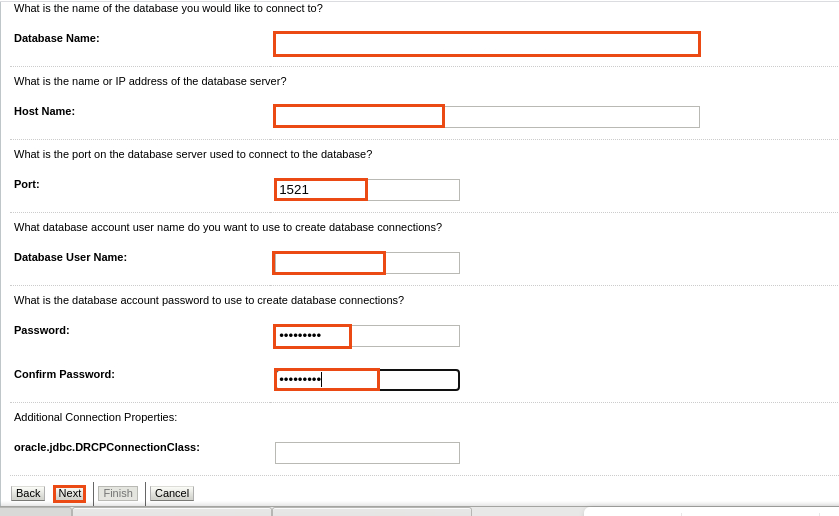 What is the name of the database you would like to connect to?
Database Name:
What is the name or IP address of the database server?
Host Name:
What is the port on the database server used to connect to the database?
Port: 1521
What database account user name do you want to use to create database connections?
Database User Name:
What is the database account password to use to create database connections?
Password: •••••••••
Confirm Password: •••••••••
Additional Connection Properties:
oracle.jdbc.DRCPConnectionClass:
Back Next Finish Cancel